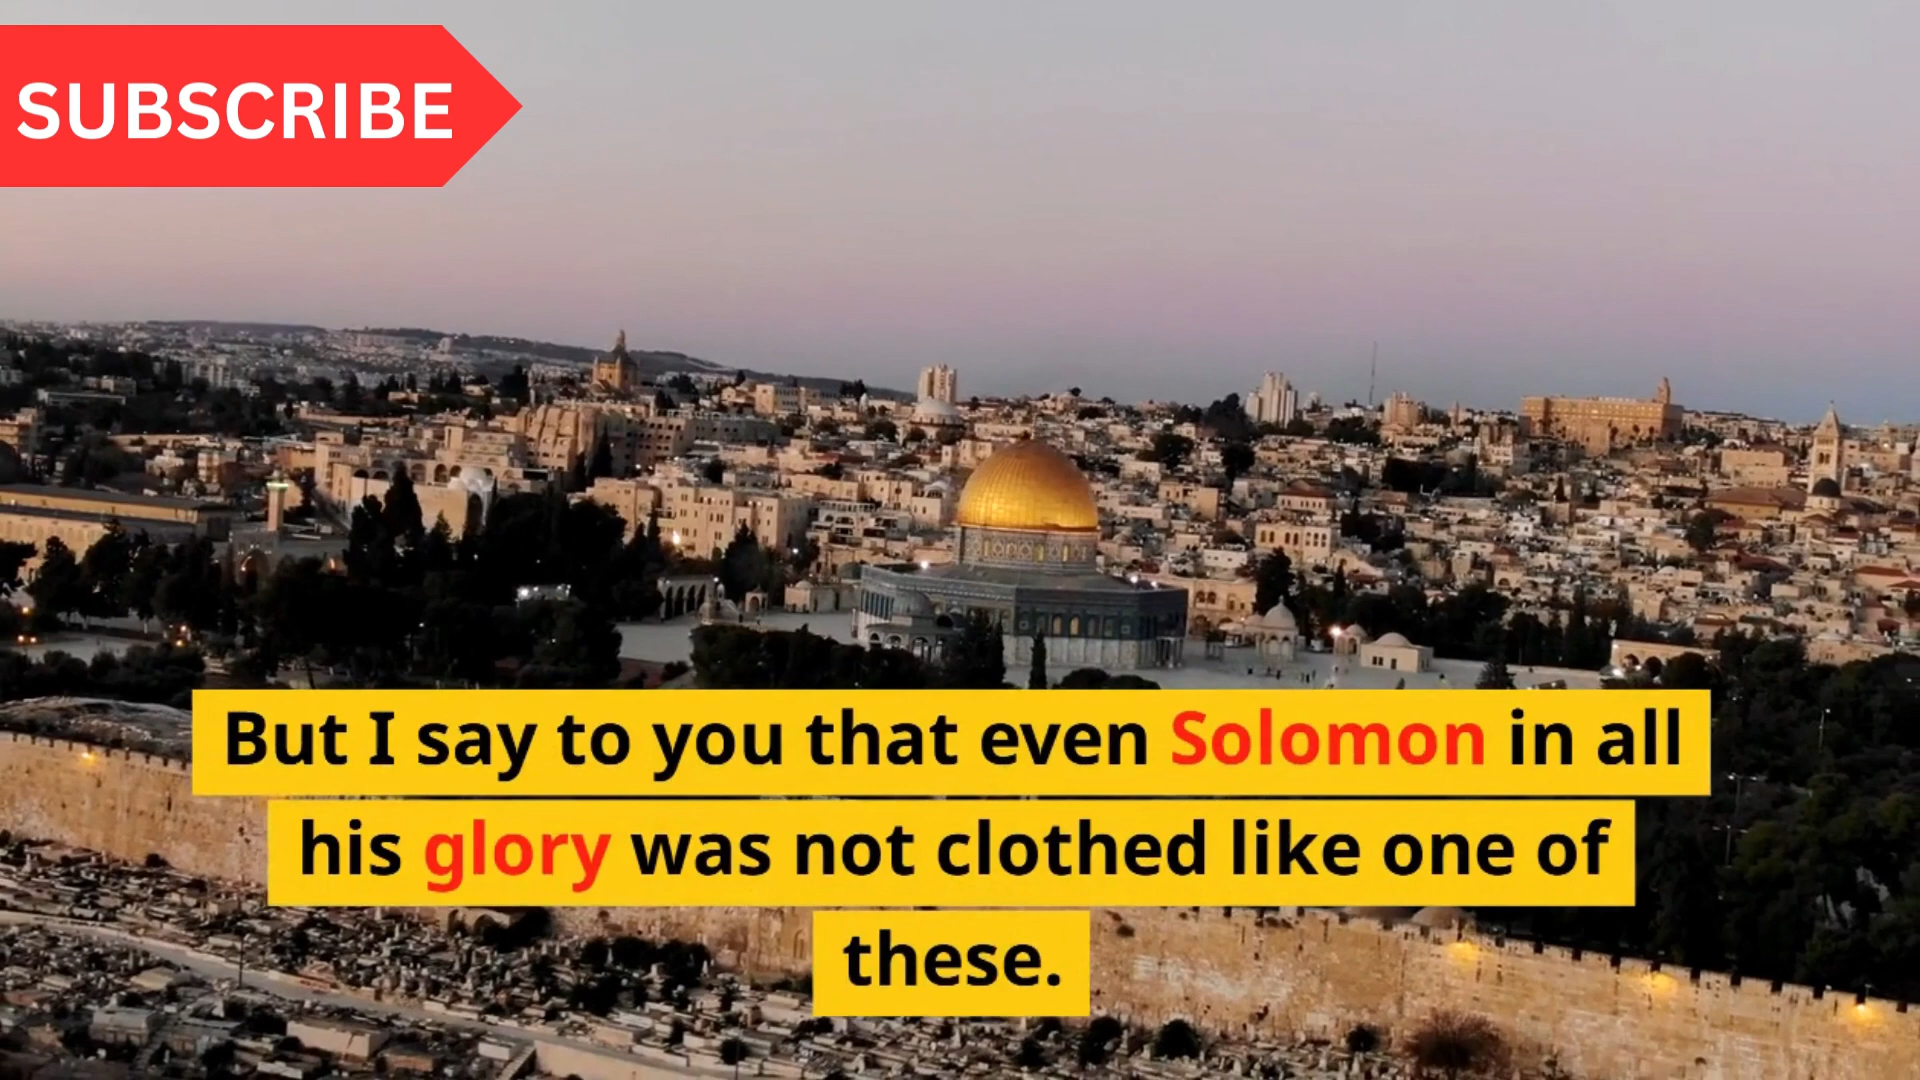 SUBSCRIBE
But I say to you that even Solomon in all
his glory was not clothed like one of
these.